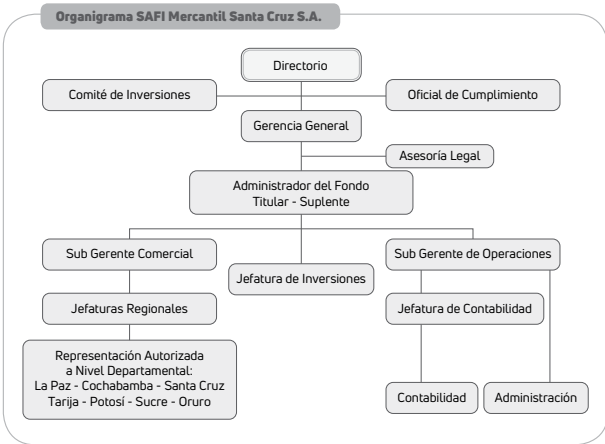 Organigrama SAFI Mercantil Santa Cruz S.A.
Directorio
Comité de Inversiones
Oficial de Cumplimiento
Gerencia General
Asesoría Legal
Administrador del Fondo
Titular - Suplente
Sub Gerente Comercial
Jefatura de Inversiones
Sub Gerente de Operaciones
Jefaturas Regionales
Jefatura de Contabilidad
Representación Autorizada
a Nivel Departamental:
La Paz - Cochabamba - Santa Cruz
Tarija - Potosí - Sucre - Oruro
Contabilidad
Administración